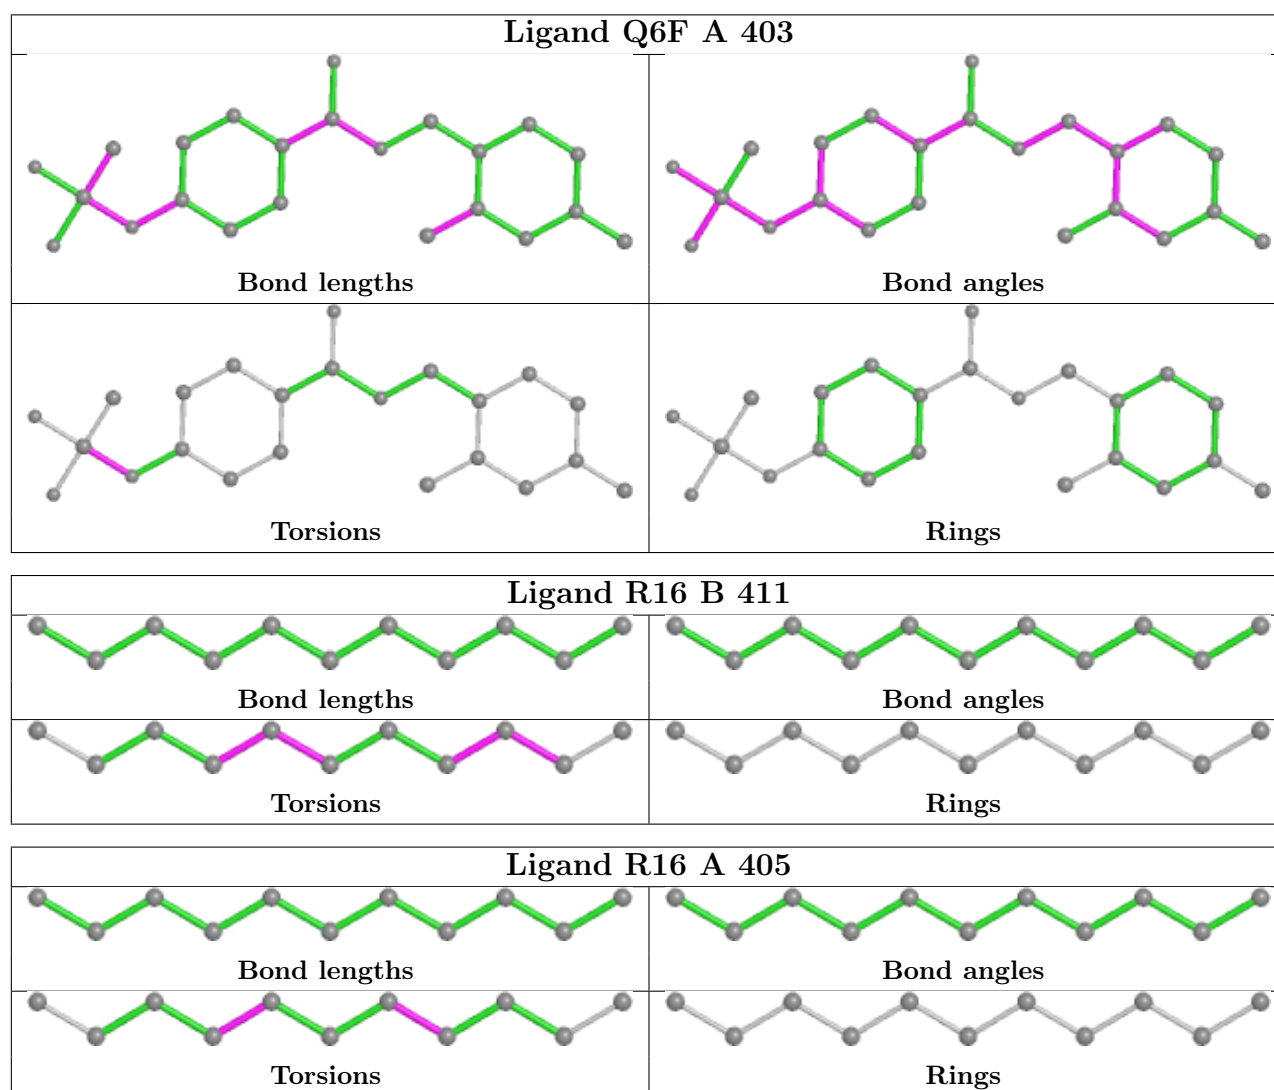 Ligand Q6F A 403
Bond lengths
Bond angles
Torsions
Rings
Ligand R16 B 411
Bond lengths
Bond angles
Torsions
Rings
Ligand R16 A 405
Bond lengths
Bond angles
Torsions
Rings